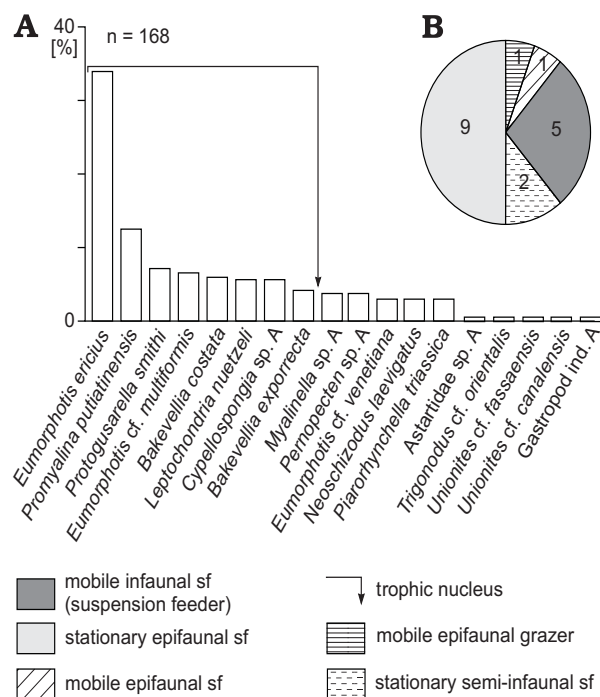 A
40
[%]
n = 168
0
Eumorphotis ericius
Promyalina putiatinensis
Protogusarella smithi
Eumorphotis cf. multiformis
Bakevellia costata
Leptochondria nuetzeli
Cypellospongia sp. A
Bakevellia exporrecta
Myalinella sp. A
Pernopecten sp. A
Eumorphotis cf. venetiana
Neoschizodus laevigatus
Piarorhynchella triassica
Astartidae sp. A
Trigonodus cf. orientalis
Unionites cf. fassaensis
Unionites cf. canalensis
Gastropod ind. A
B
1
1
9
5
2
mobile infaunal sf
(suspension feeder)
stationary epifaunal sf
mobile epifaunal sf
trophic nucleus
mobile epifaunal grazer
stationary semi-infaunal sf